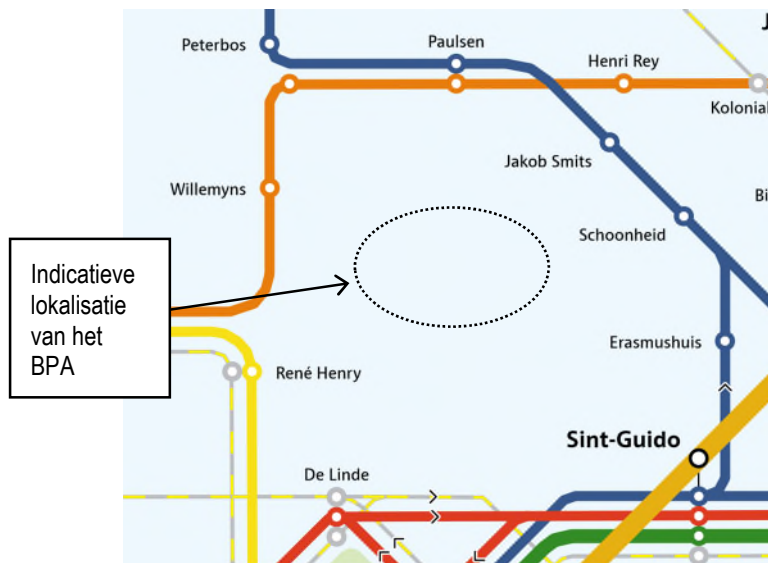 J
Peterbos
Paulsen
Henri Rey
Kolonial
Jakob Smits
Willemyns
Bi
Schoonheid
Indicatieve
lokalisatie
van het
BPA
Erasmushuis
René Henry
Sint-Guido
De Linde